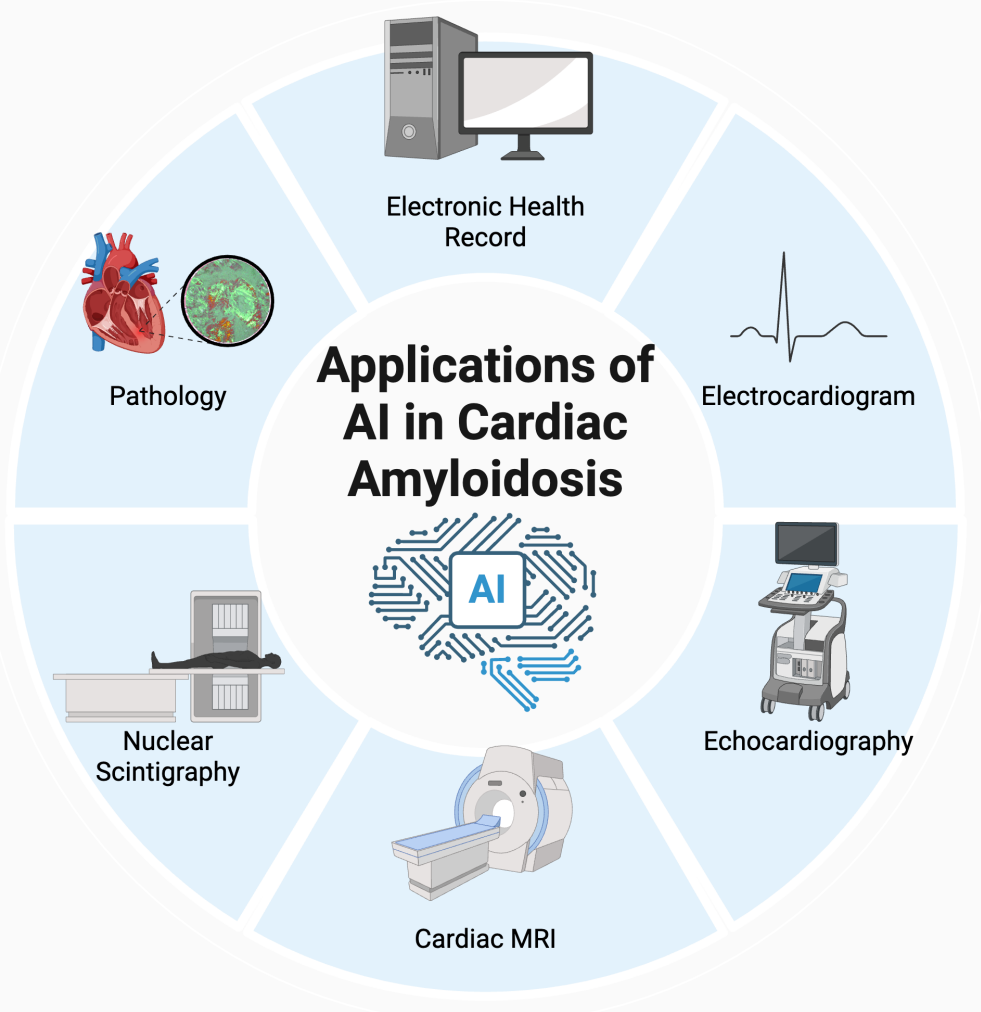 Electronic Health
Record
Pathology
Electrocardiogram
Applications of
AI in Cardiac
Amyloidosis
AI
Nuclear
Scintigraphy
Echocardiography
Cardiac MRI